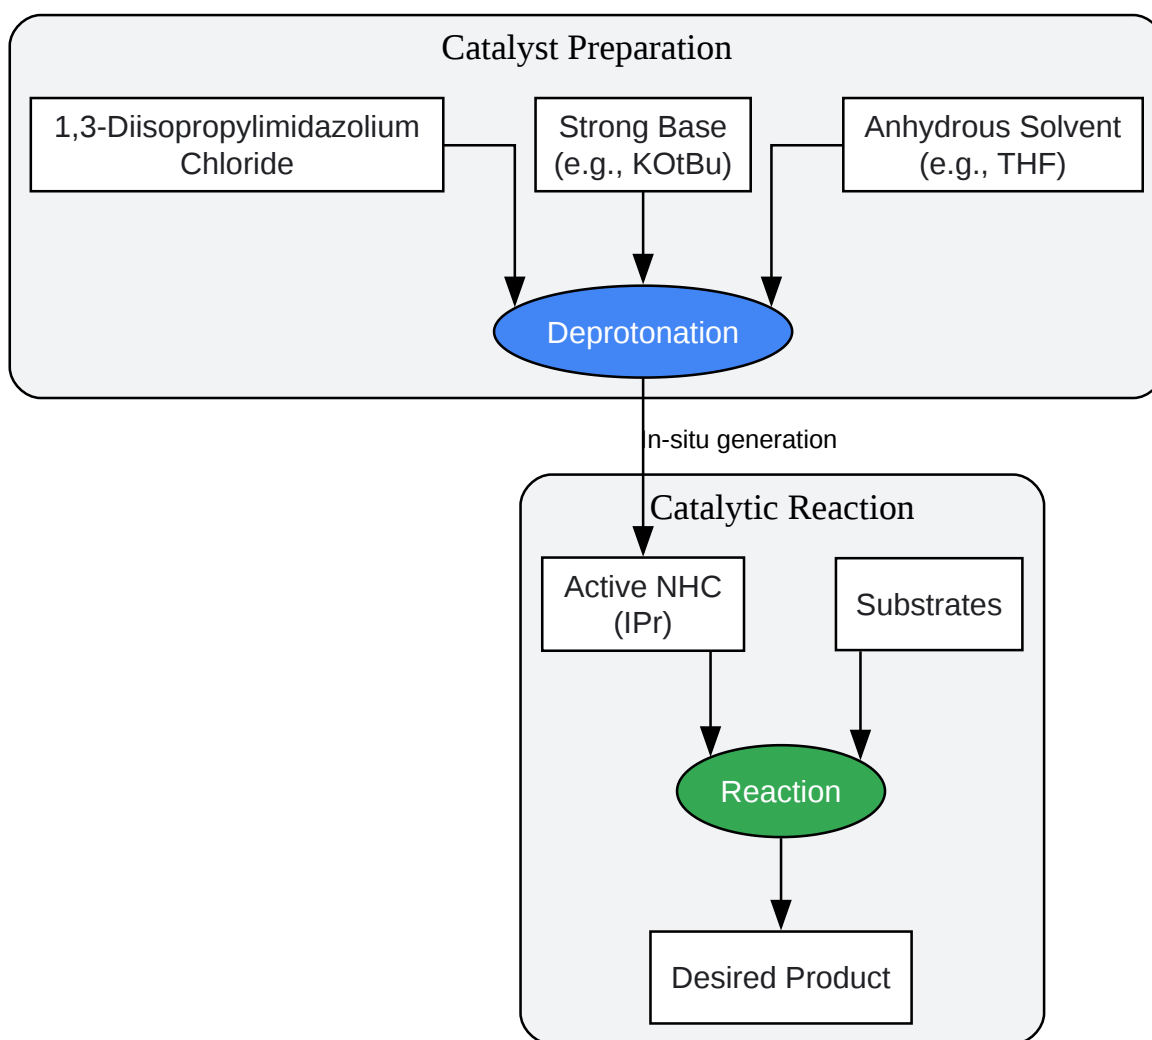 Catalyst Preparation
1,3-Diisopropylimidazolium
Chloride
Strong Base
(e.g., KOtBu)
Anhydrous Solvent
(e.g., THF)
Deprotonation
In-situ generation
Catalytic Reaction
Active NHC
(IPr)
Substrates
Reaction
Desired Product